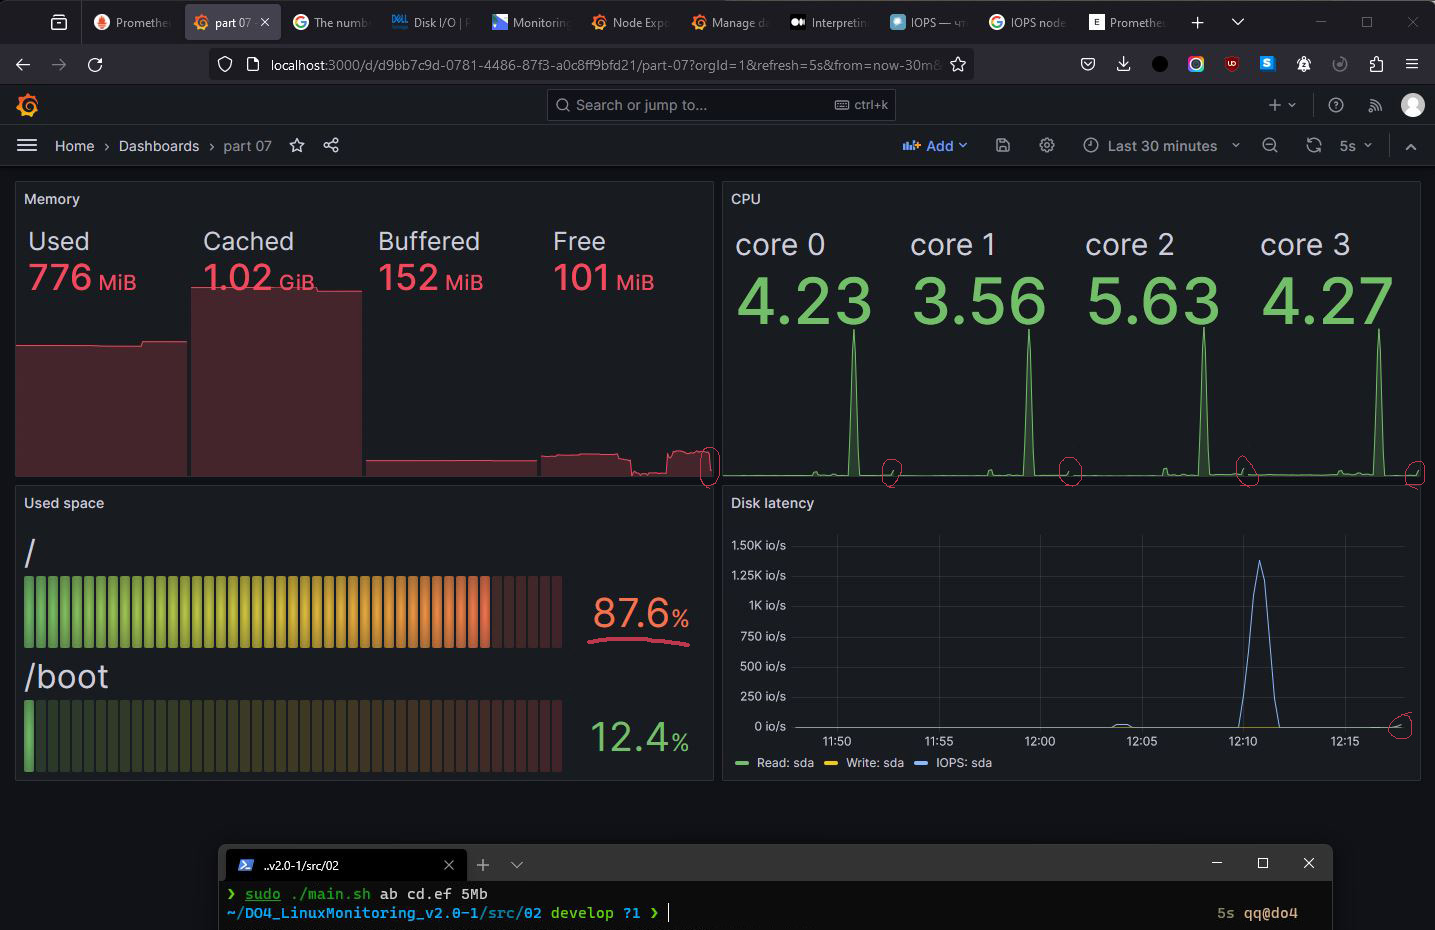 Promethe
part 07 -
The numb
Disk I/O | P
Monitoring
Node Expo
Manage da
Interpretin
IOPS — чт
IOPS node
Promethe
localhost:3000/d/d9bb7c9d-0781-4486-87f3-a0c8ff9bfd21/part-07?orgId=1&refresh=5s&from=now-30m&
Search or jump to...
ctrl+k
Home › Dashboards › part 07
Add
Last 30 minutes
5s
Memory
Used
Cached
Buffered
Free
776 MiB
1.02 GiB
152 MiB
101 MiB
CPU
core 0
core 1
core 2
core 3
4.23
3.56
5.63
4.27
Used space
/
87.6%
/boot
12.4%
Disk latency
1.50K io/s
1.25K io/s
1K io/s
750 io/s
500 io/s
250 io/s
0 io/s
11:50
11:55
12:00
12:05
12:10
12:15
Read: sda
Write: sda
IOPS: sda
..v2.0-1/src/02
❯ sudo ./main.sh ab cd.ef 5Mb
~/DO4_LinuxMonitoring_v2.0-1/src/02 develop ?1 ❯
5s qq@do4